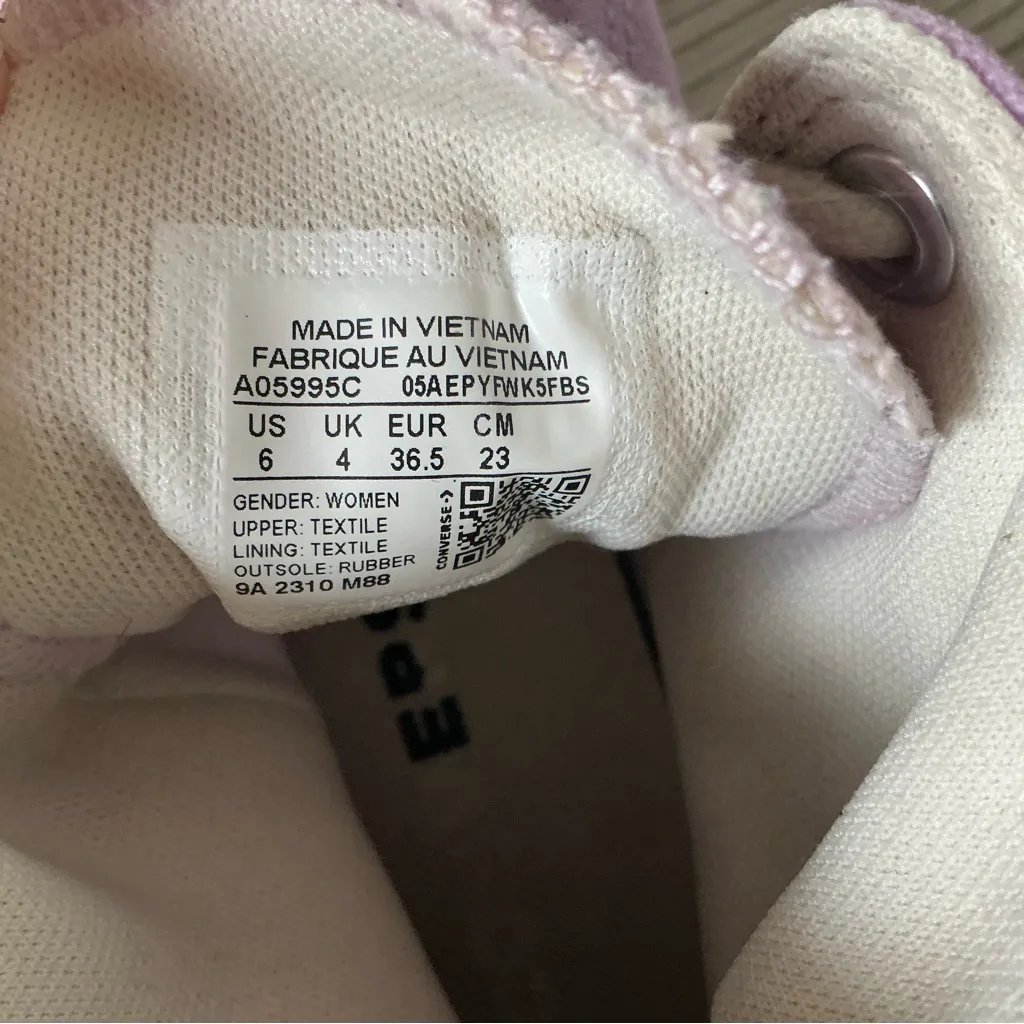 MADE IN VIETNAM
FABRIQUE AU VIETNAM
A05995C 05AEPYFWK5FBS
US UK EUR CM
6 4 36.5 23
GENDER: WOMEN
UPPER: TEXTILE
LINING: TEXTILE
OUTSOLE: RUBBER
9A 2310 M88
CONVERSE->